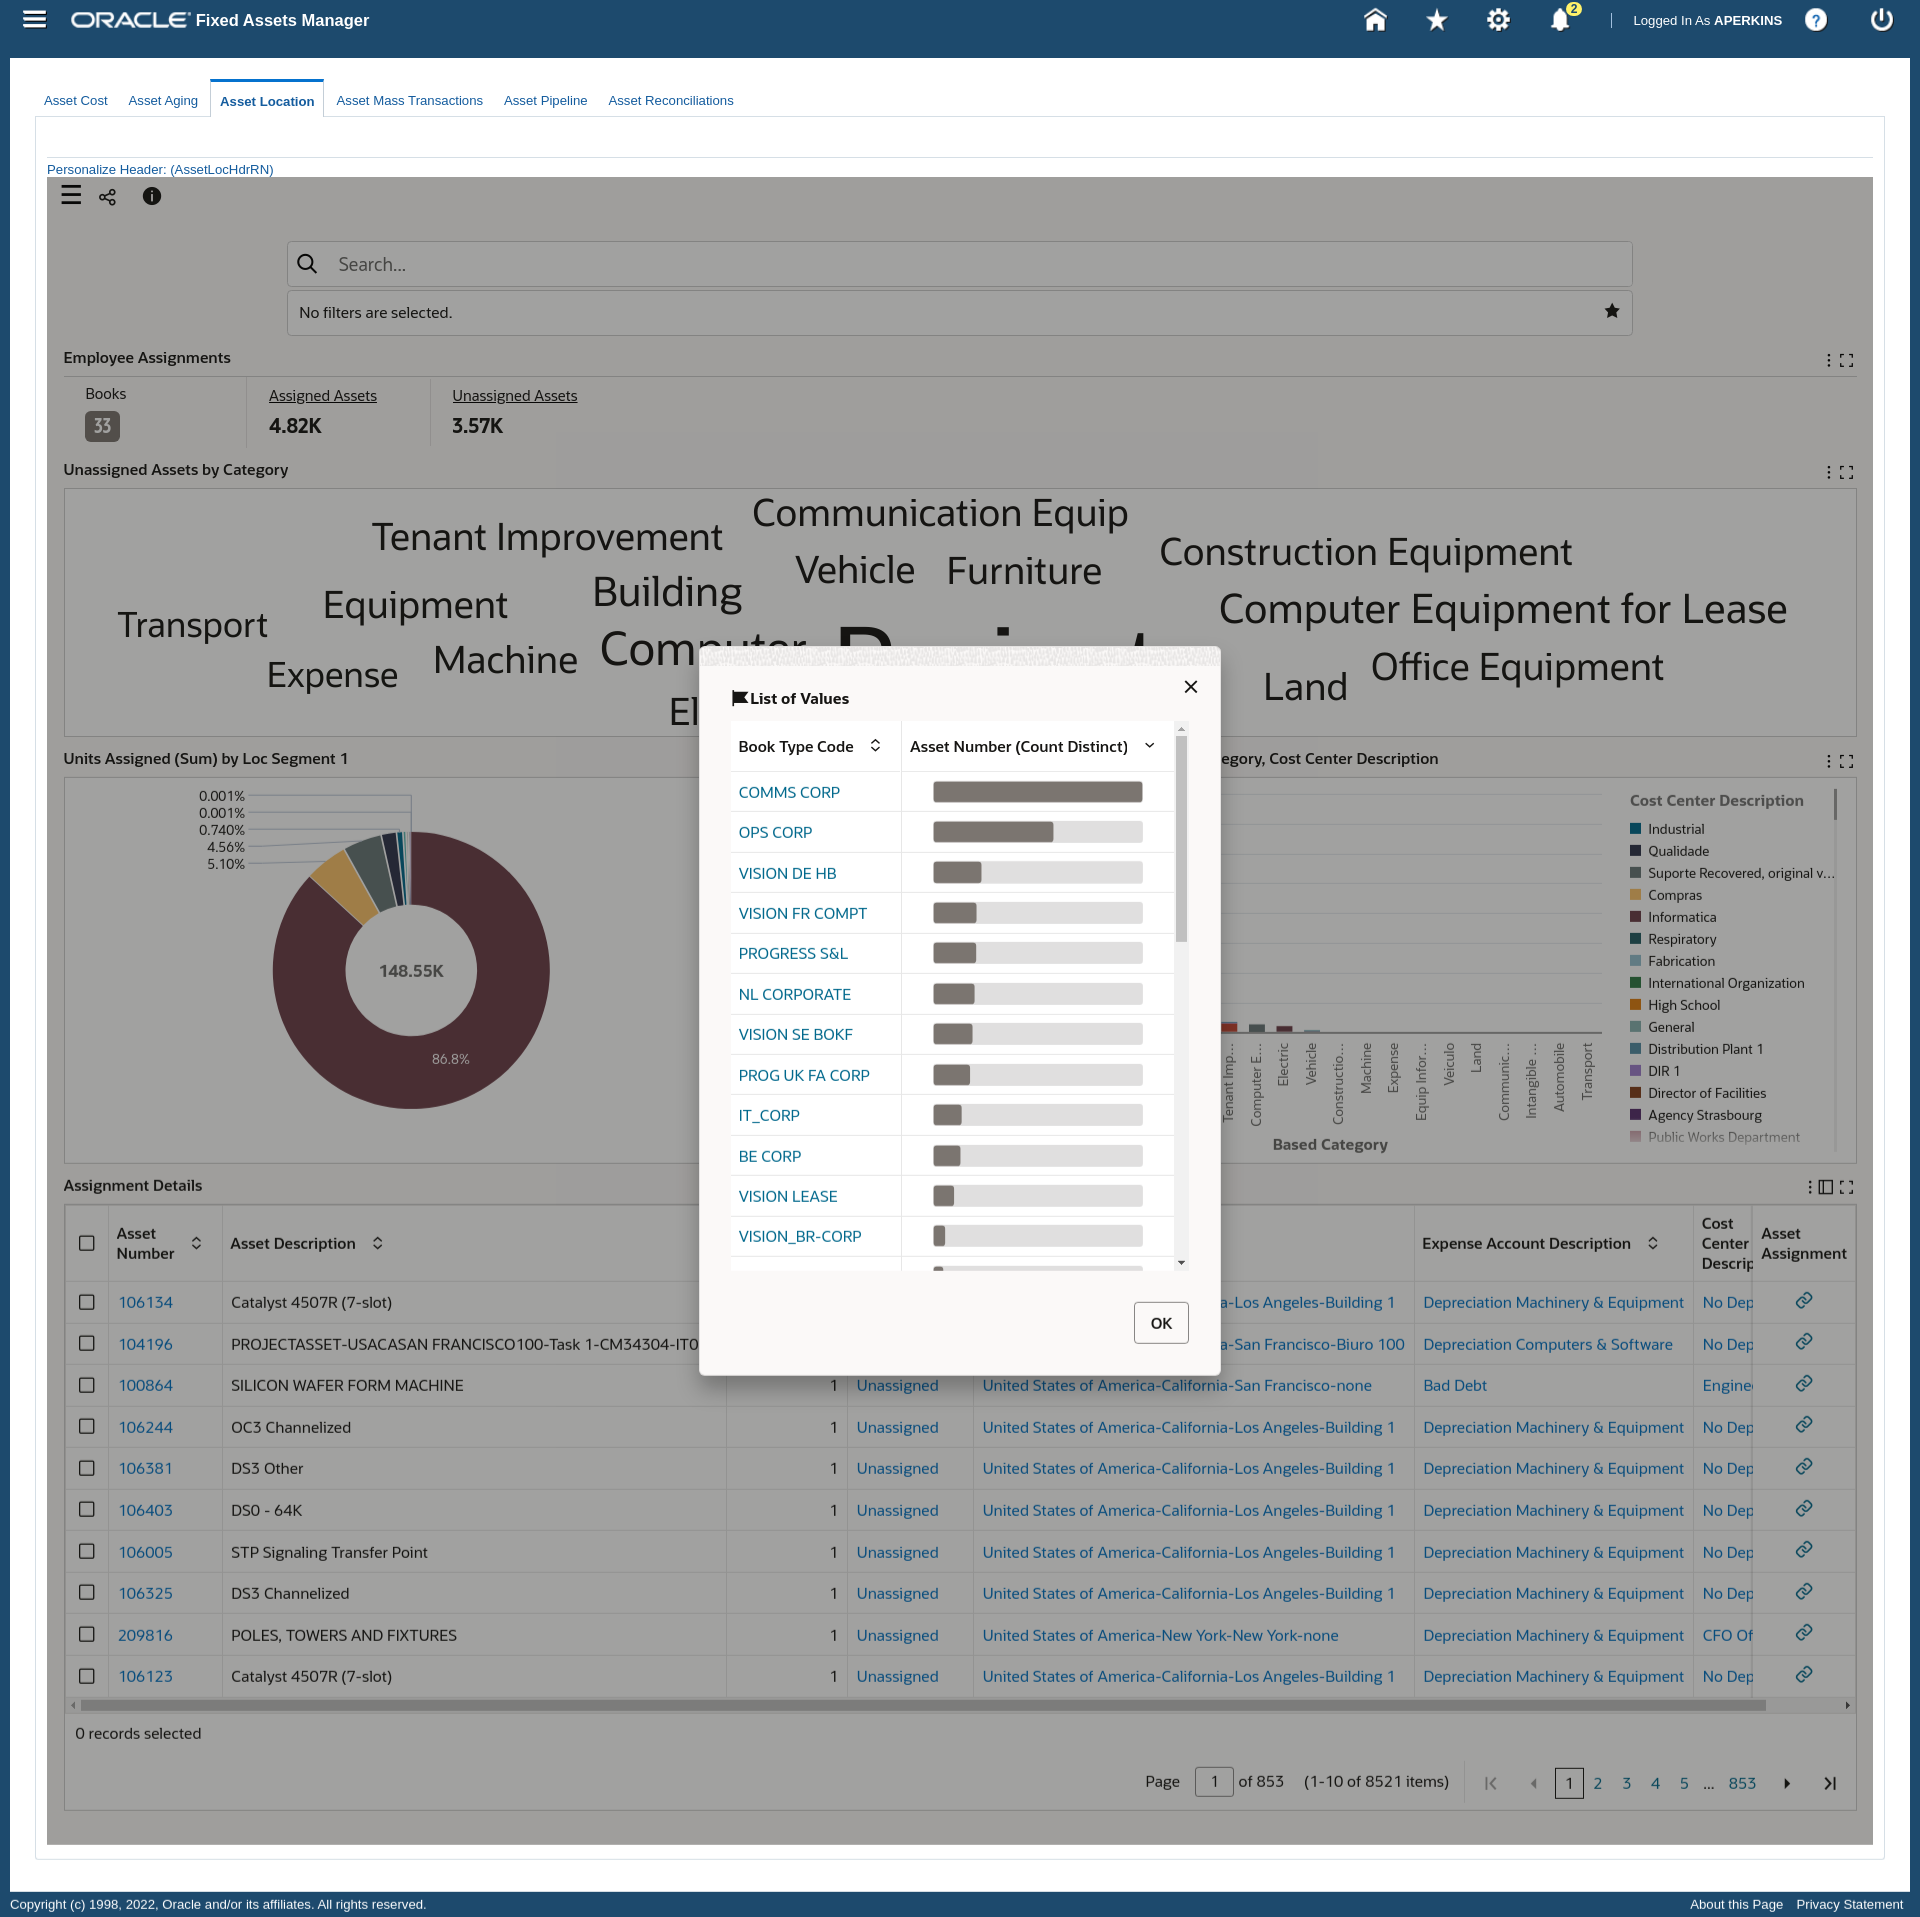 ORACLE Fixed Assets Manager
2
Logged In As APERKINS
?
Asset Cost Asset Aging Asset Location Asset Mass Transactions Asset Pipeline Asset Reconciliations
Personalize Header: (AssetLocHdrRN)
Search...
No filters are selected.
Employee Assignments
Books Assigned Assets Unassigned Assets
33 4.82K 3.57K
Unassigned Assets by Category
Communication Equip
Tenant Improvement
Construction Equipment
Vehicle Furniture
Building
Equipment
Computer Equipment for Lease
Transport
Computer
Machine
Office Equipment
Expense
Land
Units Assigned (Sum) by Loc Segment 1
egory, Cost Center Description
0.001%
0.001%
0.740%
4.56%
5.10%
148.55K
86.8%
Cost Center Description
Industrial
Qualidade
Suporte Recovered, original v...
Compras
Informatica
Respiratory
Fabrication
International Organization
High School
General
Distribution Plant 1
DIR 1
Director of Facilities
Agency Strasbourg
Public Works Department
Tenant Imp...
Computer E...
Electric
Vehicle
Constructio...
Machine
Expense
Equip Infor...
Veiculo
Land
Communic...
Intangible ...
Automobile
Transport
Based Category
List of Values
Book Type Code Asset Number (Count Distinct)
COMMS CORP
OPS CORP
VISION DE HB
VISION FR COMPT
PROGRESS S&L
NL CORPORATE
VISION SE BOKF
PROG UK FA CORP
IT_CORP
BE CORP
VISION LEASE
VISION_BR-CORP
OK
Assignment Details
Asset Number Asset Description Expense Account Description Cost Center Descrip Asset Assignment
106134 Catalyst 4507R (7-slot) a-Los Angeles-Building 1 Depreciation Machinery & Equipment No Dep
104196 PROJECTASSET-USACASAN FRANCISCO100-Task 1-CM34304-IT0 a-San Francisco-Biuro 100 Depreciation Computers & Software No Dep
100864 SILICON WAFER FORM MACHINE 1 Unassigned United States of America-California-San Francisco-none Bad Debt Enginee
106244 OC3 Channelized 1 Unassigned United States of America-California-Los Angeles-Building 1 Depreciation Machinery & Equipment No Dep
106381 DS3 Other 1 Unassigned United States of America-California-Los Angeles-Building 1 Depreciation Machinery & Equipment No Dep
106403 DS0 - 64K 1 Unassigned United States of America-California-Los Angeles-Building 1 Depreciation Machinery & Equipment No Dep
106005 STP Signaling Transfer Point 1 Unassigned United States of America-California-Los Angeles-Building 1 Depreciation Machinery & Equipment No Dep
106325 DS3 Channelized 1 Unassigned United States of America-California-Los Angeles-Building 1 Depreciation Machinery & Equipment No Dep
209816 POLES, TOWERS AND FIXTURES 1 Unassigned United States of America-New York-New York-none Depreciation Machinery & Equipment CFO Of
106123 Catalyst 4507R (7-slot) 1 Unassigned United States of America-California-Los Angeles-Building 1 Depreciation Machinery & Equipment No Dep
0 records selected
Page 1 of 853 (1-10 of 8521 items) 1 2 3 4 5 ... 853
Copyright (c) 1998, 2022, Oracle and/or its affiliates. All rights reserved.
About this Page Privacy Statement